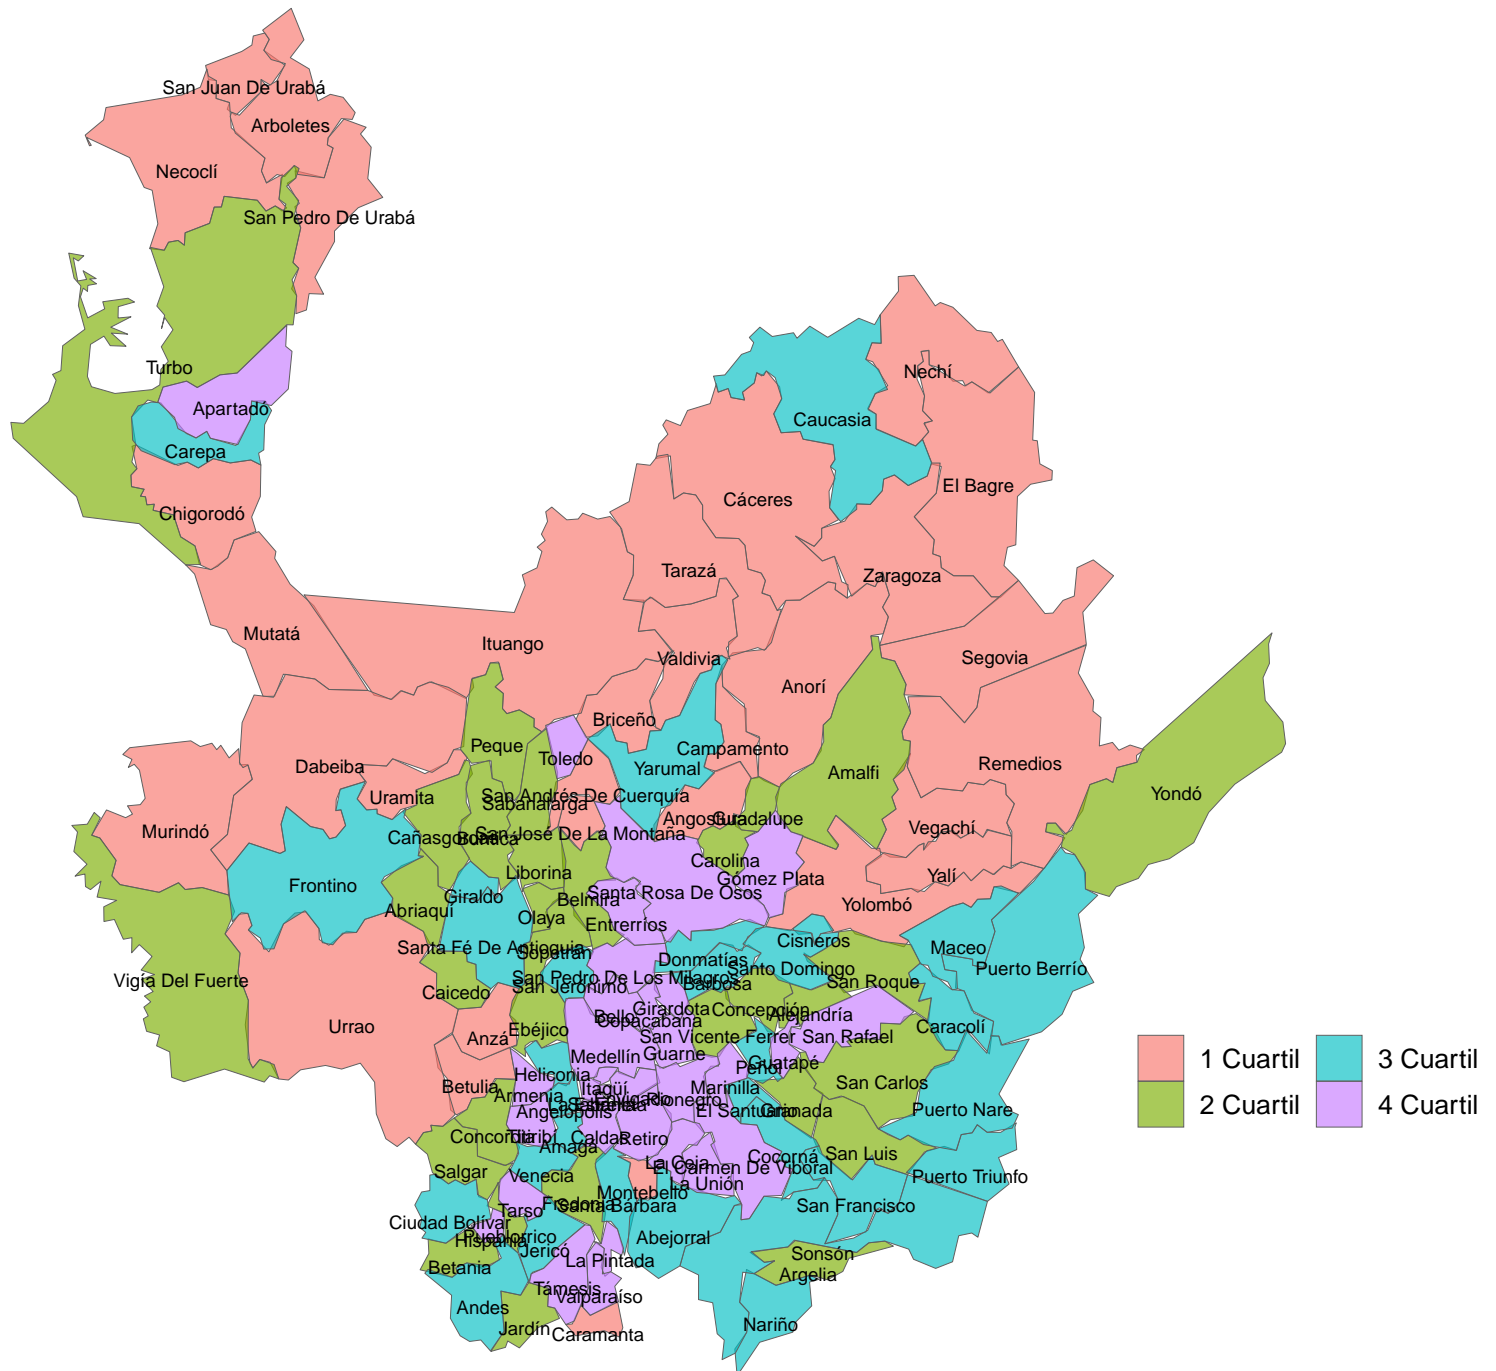 San Juan De Urabá
Arboletes
Necoclí
San Pedro De Urabá
Turbo
Apartadó
Carepa
Chigorodó
Mutatá
Nechí
Caucasia
El Bagre
Cáceres
Tarazá
Zaragoza
Ituango
Valdivia
Segovia
Anorí
Briceño
Peque
Toledo
Campamento
Yarumal
Dabeiba
Amalfi
Remedios
Yondó
Uramita
San Andrés De Cuerquía
Sabanalarga
Angostura
Guadalupe
Murindó
Cañasgordas
Buriticá
San José De La Montaña
Vegachí
Carolina
Liborina
Gómez Plata
Yalí
Frontino
Giraldo
Santa Rosa De Osos
Belmira
Yolombó
Abriaquí
Olaya
Entrerríos
Cisneros
Santa Fé De Antioquia
Sopetrán
Maceo
Donmatías
Santo Domingo
Puerto Berrío
Vigía Del Fuerte
San Pedro De Los Milagros
San Jerónimo
Barbosa
San Roque
Caicedo
Girardota
Concepción
Alejandría
Bello
Copacabana
Urrao
Anzá
Ebéjico
San Vicente Ferrer
San Rafael
Caracolí
Medellín
Guarne
Guatapé
Peñol
Heliconia
Betulia
Armenia
Itagüí
Marinilla
San Carlos
La Estrella
Sabaneta
Envigado
Rionegro
Angelópolis
El Santuario
Granada
Puerto Nare
1 Cuartil
2 Cuartil
3 Cuartil
4 Cuartil
Concordia
Titiribí
Caldas
Retiro
Amagá
Cocorná
San Luis
Salgar
Venecia
La Ceja
El Carmen De Viboral
La Unión
Puerto Triunfo
Montebello
Fredonia
Santa Bárbara
San Francisco
Tarso
Ciudad Bolívar
Pueblorrico
Hispania
Abejorral
Jericó
La Pintada
Sonsón
Betania
Argelia
Támesis
Valparaíso
Andes
Jardín
Caramanta
Nariño